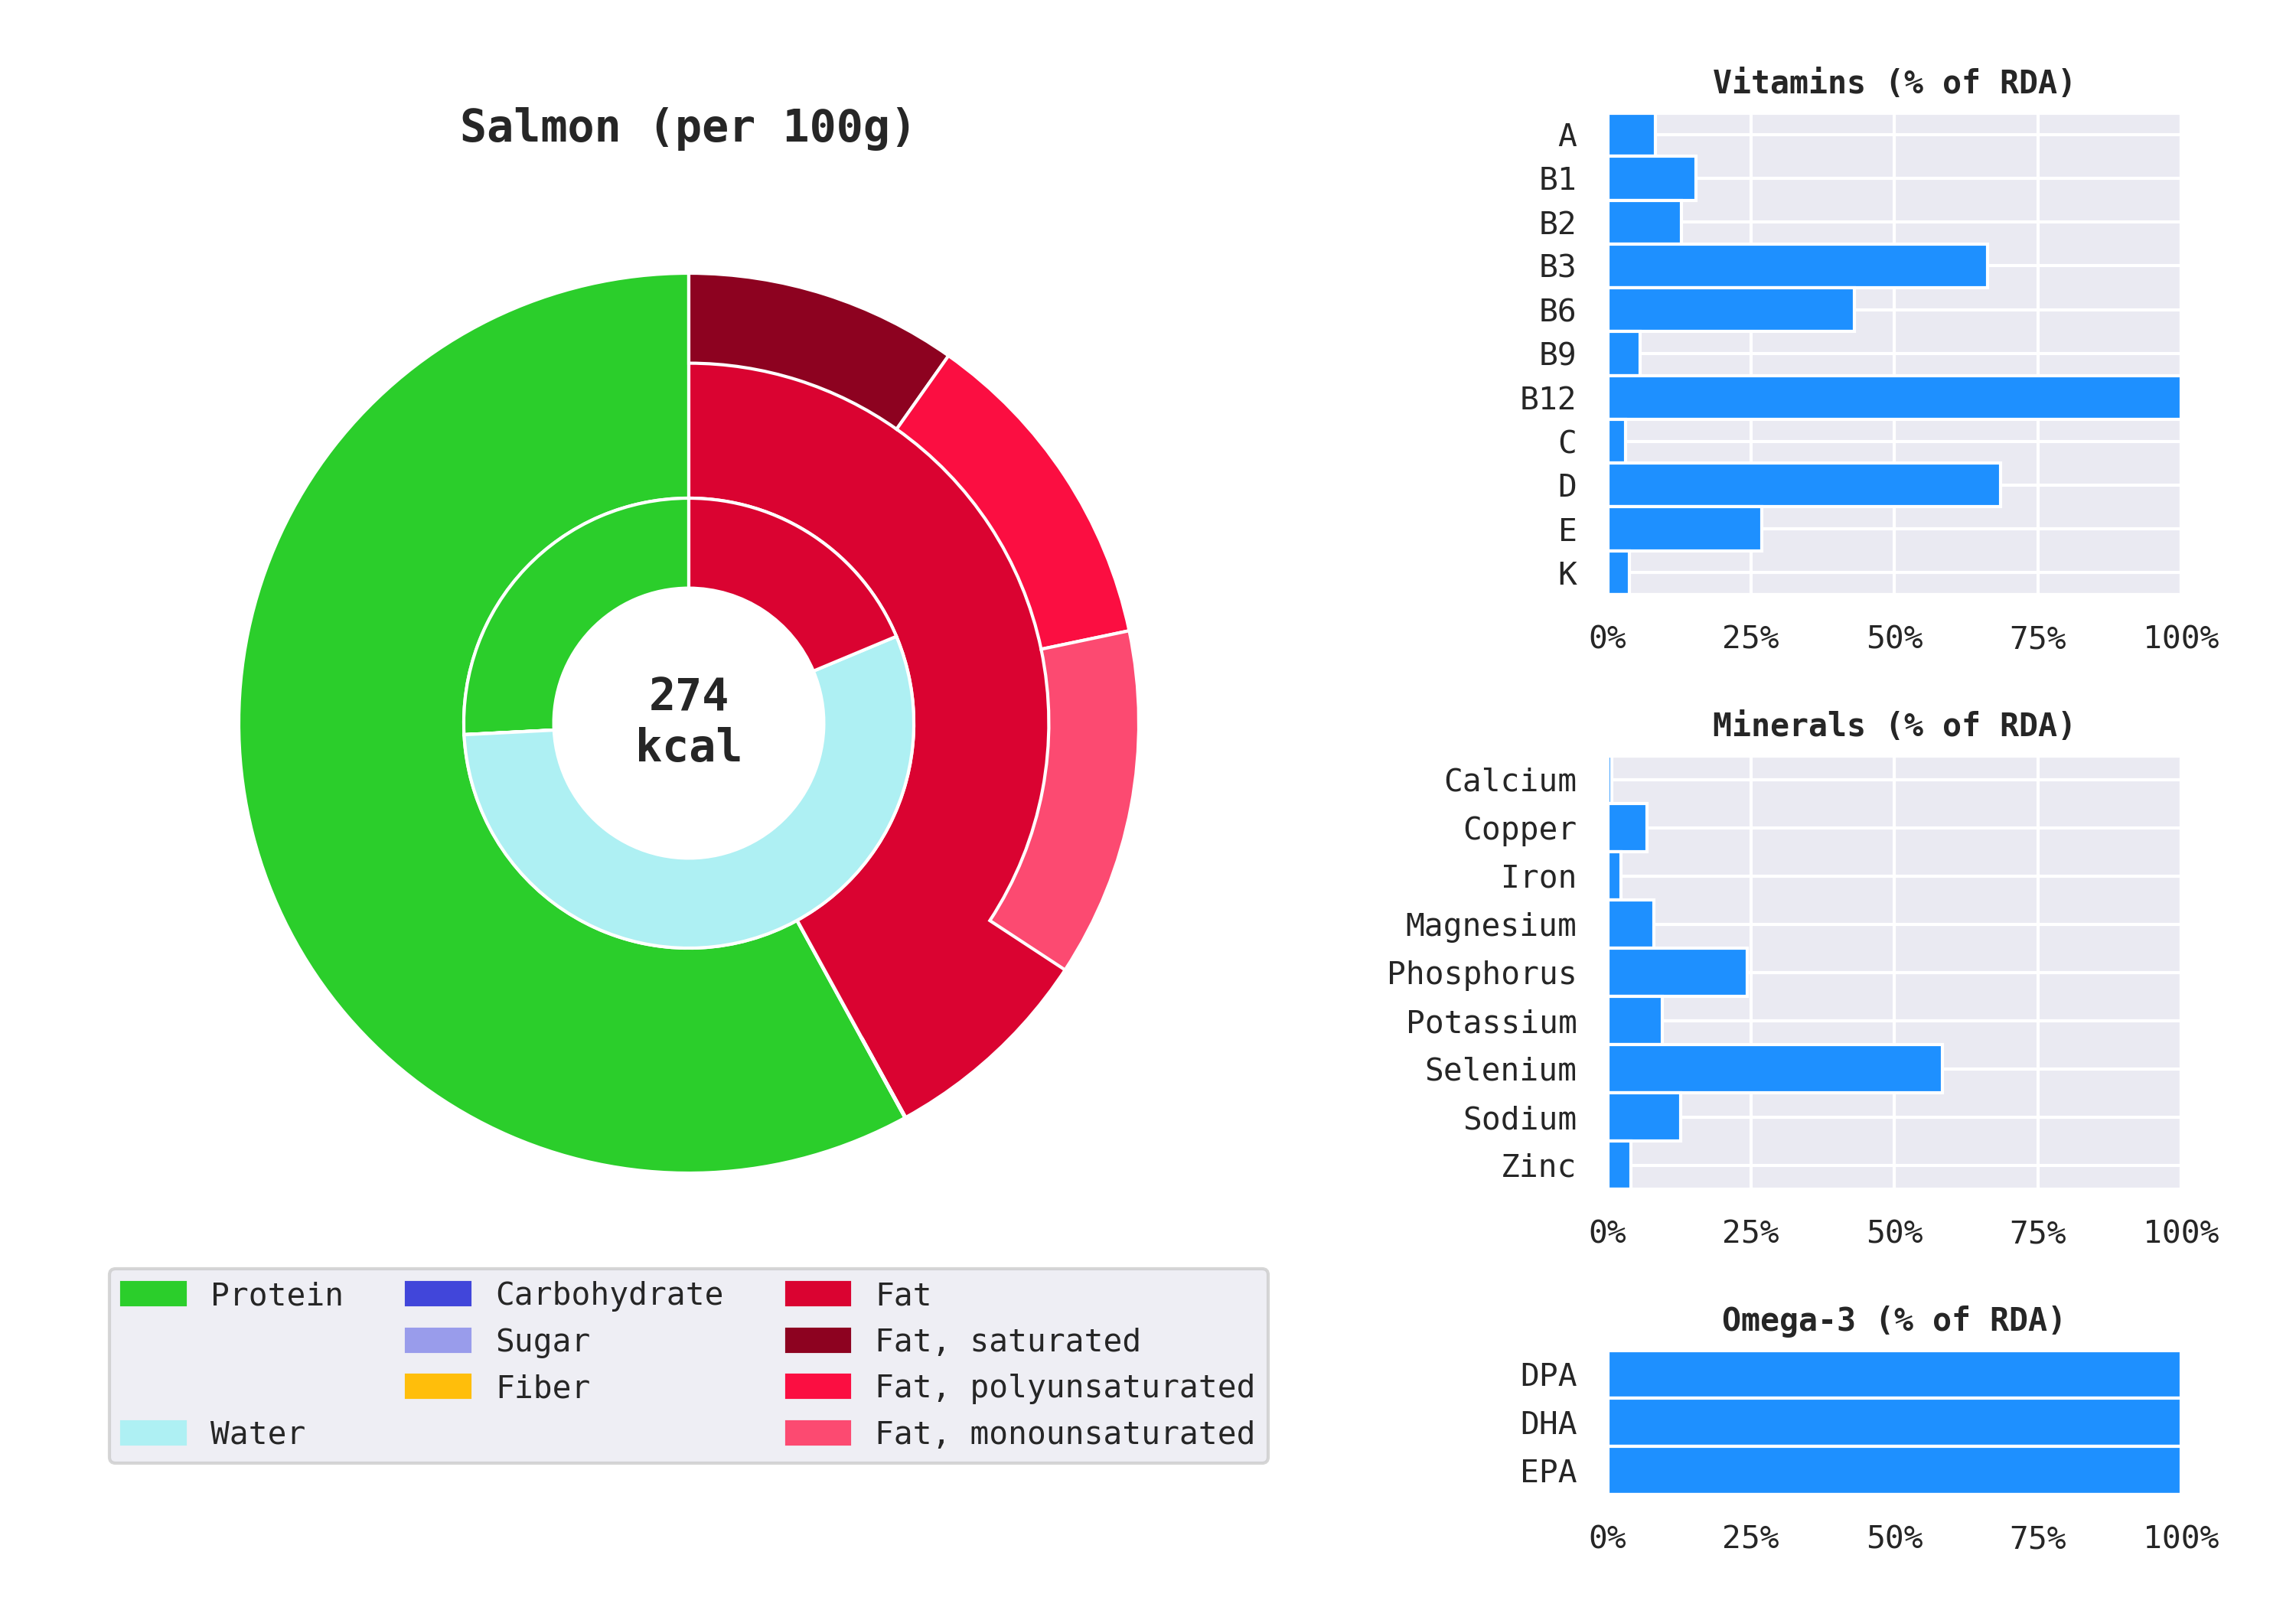 Salmon (per 100g)
274
kcal
Protein
Water
Carbohydrate
Sugar
Fiber
Fat
Fat, saturated
Fat, polyunsaturated
Fat, monounsaturated
Vitamins (% of RDA)
A
B1
B2
B3
B6
B9
B12
C
D
E
K
0% 25% 50% 75% 100%
Minerals (% of RDA)
Calcium
Copper
Iron
Magnesium
Phosphorus
Potassium
Selenium
Sodium
Zinc
0% 25% 50% 75% 100%
Omega-3 (% of RDA)
DPA
DHA
EPA
0% 25% 50% 75% 100%